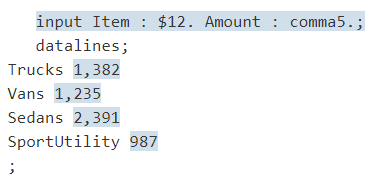 input Item : $12. Amount : comma5.;
datalines;
Trucks 1,382
Vans 1,235
Sedans 2,391
SportUtility 987
;